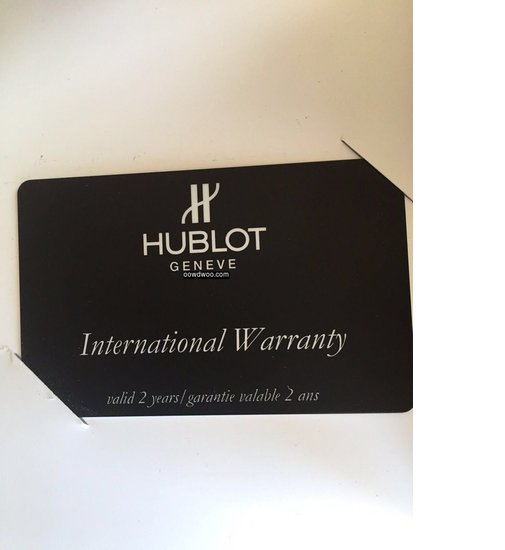 HUBLOT
GENEVE
oowdwoo.com
International Warranty
valid 2 years/garantie valable 2 ans